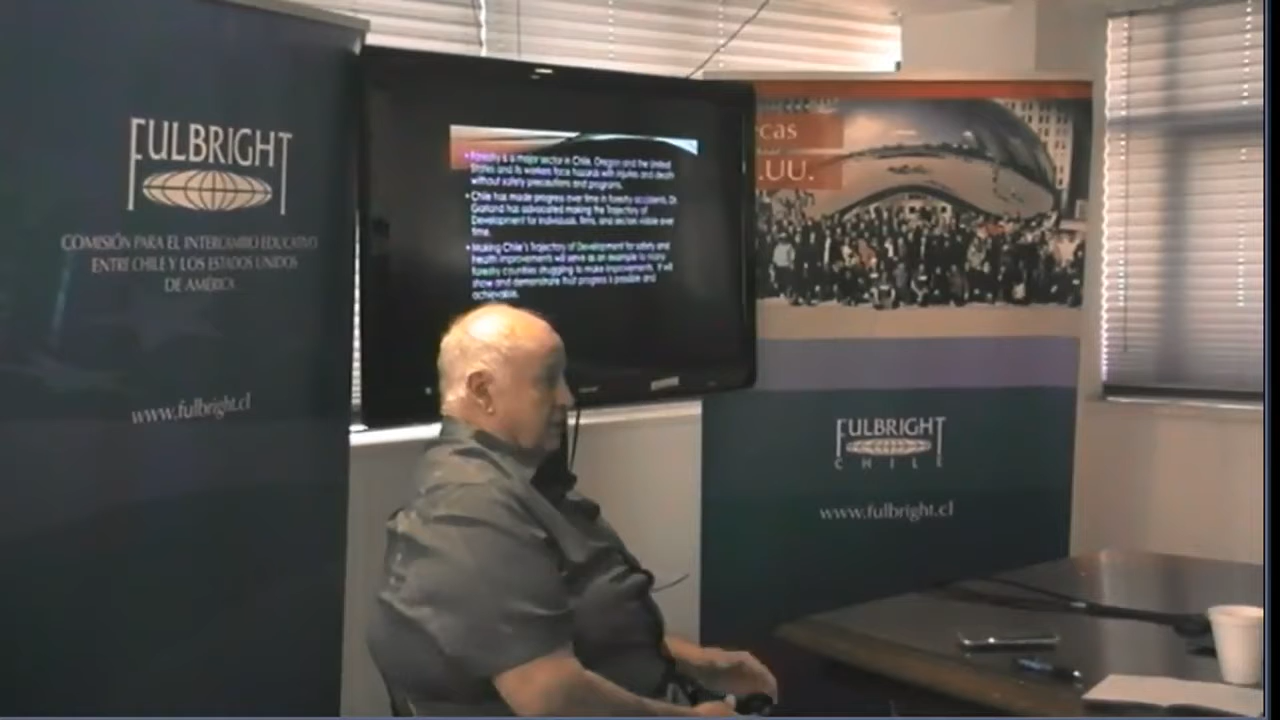 FULBRIGHT
COMISIÓN PARA EL INTERCAMBIO EDUCATIVO
ENTRE CHILE Y LOS ESTADOS UNIDOS
DE AMÉRICA
www.fulbright.cl
• Forestry is a major sector in Chile, Oregon and the United
States and its workers face hazards with injuries and death
without safety precautions and programs.
• Chile has made progress over time in forestry accidents. Dr.
Garland has advocated making the Trajectory of
Development for individuals, firms, and sectors visible over
time.
• Making Chile's Trajectory of Development for safety and
health improvements will serve as an example to many
forestry countries struggling to make improvements. It will
show and demonstrate that progress is possible and
achievable.
ecas
.UU.
FULBRIGHT
CHILE
www.fulbright.cl